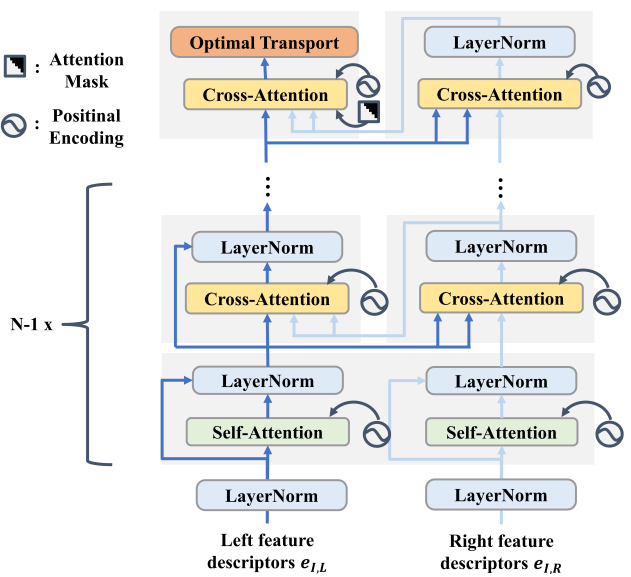 Optimal Transport
LayerNorm
: Attention
Mask
Cross-Attention
Cross-Attention
: Positinal
Encoding
...
...
LayerNorm
LayerNorm
Cross-Attention
Cross-Attention
N-1 x
LayerNorm
LayerNorm
Self-Attention
Self-Attention
LayerNorm
LayerNorm
Left feature
descriptors e_{I,L}
Right feature
descriptors e_{I,R}